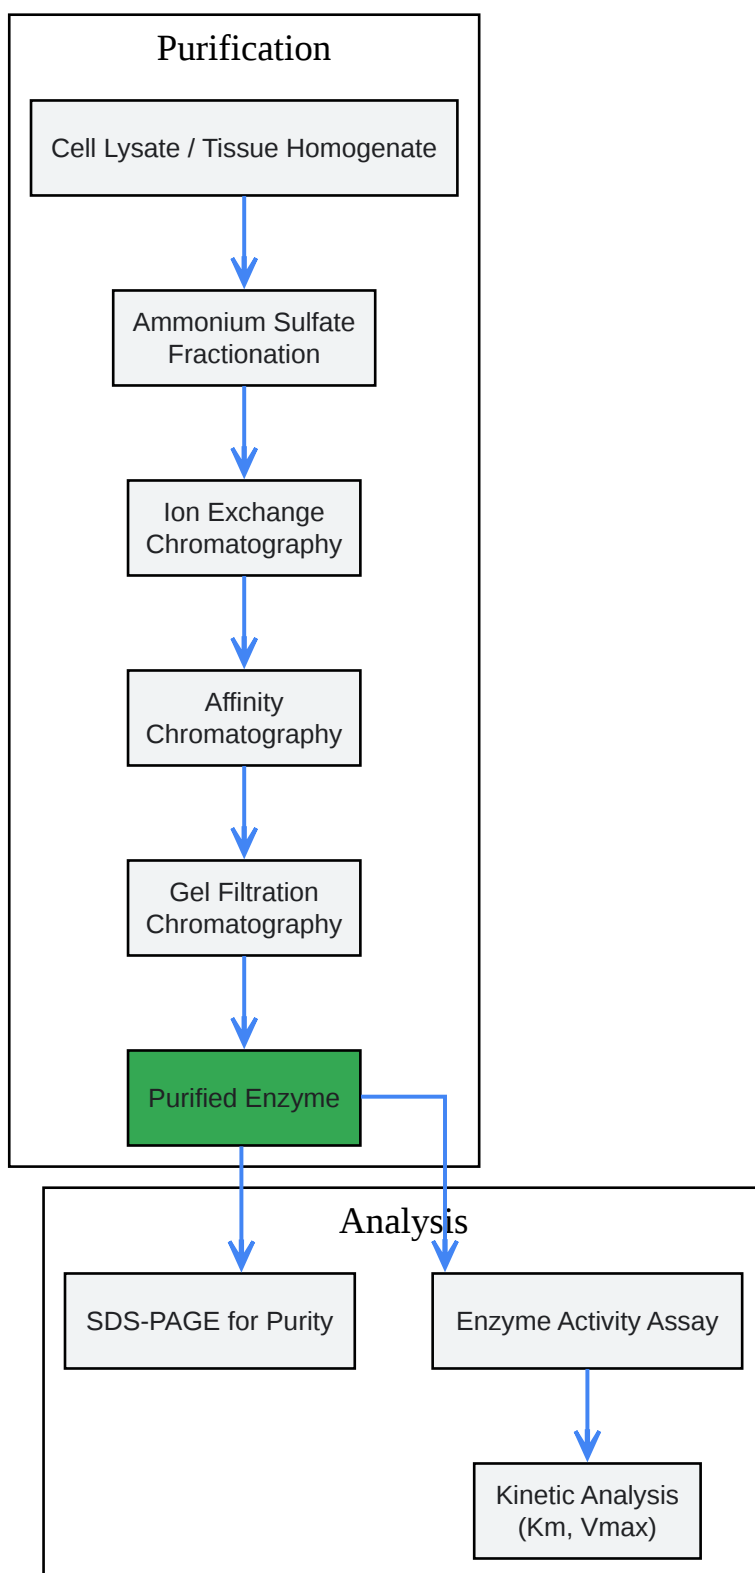 Purification
Cell Lysate / Tissue Homogenate
Ammonium Sulfate
Fractionation
Ion Exchange
Chromatography
Affinity
Chromatography
Gel Filtration
Chromatography
Purified Enzyme
Analysis
SDS-PAGE for Purity
Enzyme Activity Assay
Kinetic Analysis
(Km, Vmax)